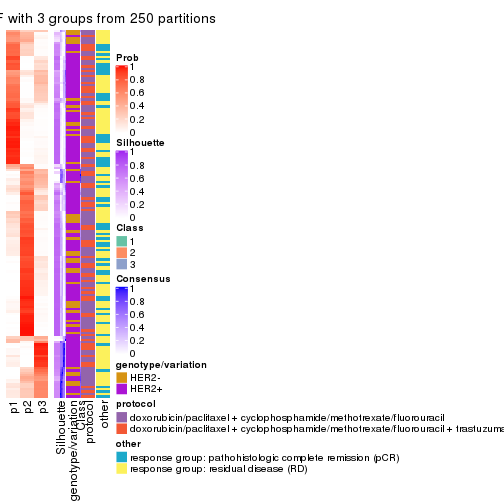 F with 3 groups from 250 partitions
Prob
1
0.8
0.6
0.4
0.2
0
Silhouette
1
0.8
0.6
0.4
0.2
0
Class
1
2
3
Consensus
1
0.8
0.6
0.4
0.2
0
genotype/variation
HER2-
HER2+
protocol
doxorubicin/paclitaxel + cyclophosphamide/methotrexate/fluorouracil
doxorubicin/paclitaxel + cyclophosphamide/methotrexate/fluorouracil + trastuzuma
other
response group: pathohistologic complete remission (pCR)
response group: residual disease (RD)
p1
p2
p3
Silhouette
genotype/variation
Class
protocol
other